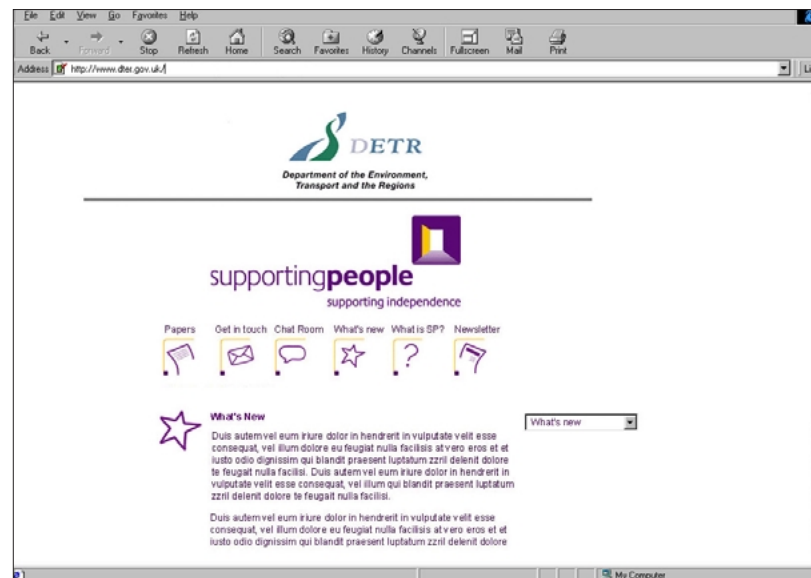 File Edit View Go Favorites Help
Back Forward Stop Refresh Home Search Favorites History Channels Fullscreen Mail Print
Address http://www.dter.gov.uk/
DETR
Department of the Environment,
Transport and the Regions
supportingpeople
supporting independence
Papers Get in touch Chat Room What's new What is SP? Newsletter
What's New
What's new
Duis autem vel eum iriure dolor in hendrerit in vulputate velit esse
consequat, vel illum dolore eu feugiat nulla facilisis at vero eros et et
iusto odio dignissim qui blandit praesent luptatum zzril delenit dolore
te feugait nulla facilisi. Duis autem vel eum iriure dolor in hendrerit in
vulputate velit esse consequat, vel illum qui blandit praesent luptatum
zzril delenit dolore te feugait nulla facilisi.
Duis autem vel eum iriure dolor in hendrerit in vulputate velit esse
consequat, vel illum dolore eu feugiat nulla facilisis at vero eros et et
iusto odio dignissim qui blandit praesent luptatum zzril delenit dolore
My Computer